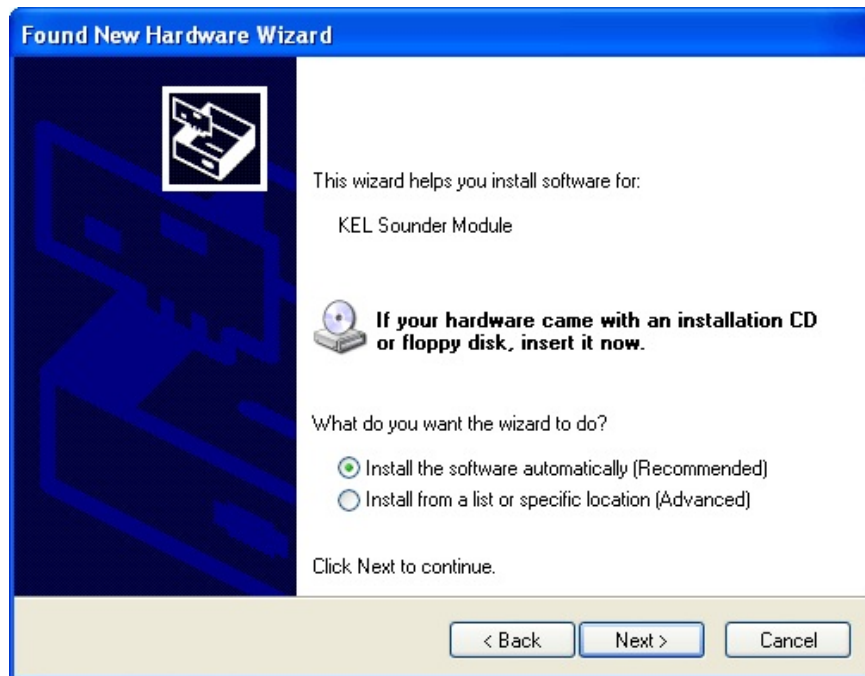 Found New Hardware Wizard
This wizard helps you install software for:
KEL Sounder Module
If your hardware came with an installation CD
or floppy disk, insert it now.
What do you want the wizard to do?
Install the software automatically (Recommended)
Install from a list or specific location (Advanced)
Click Next to continue.
< Back
Next >
Cancel